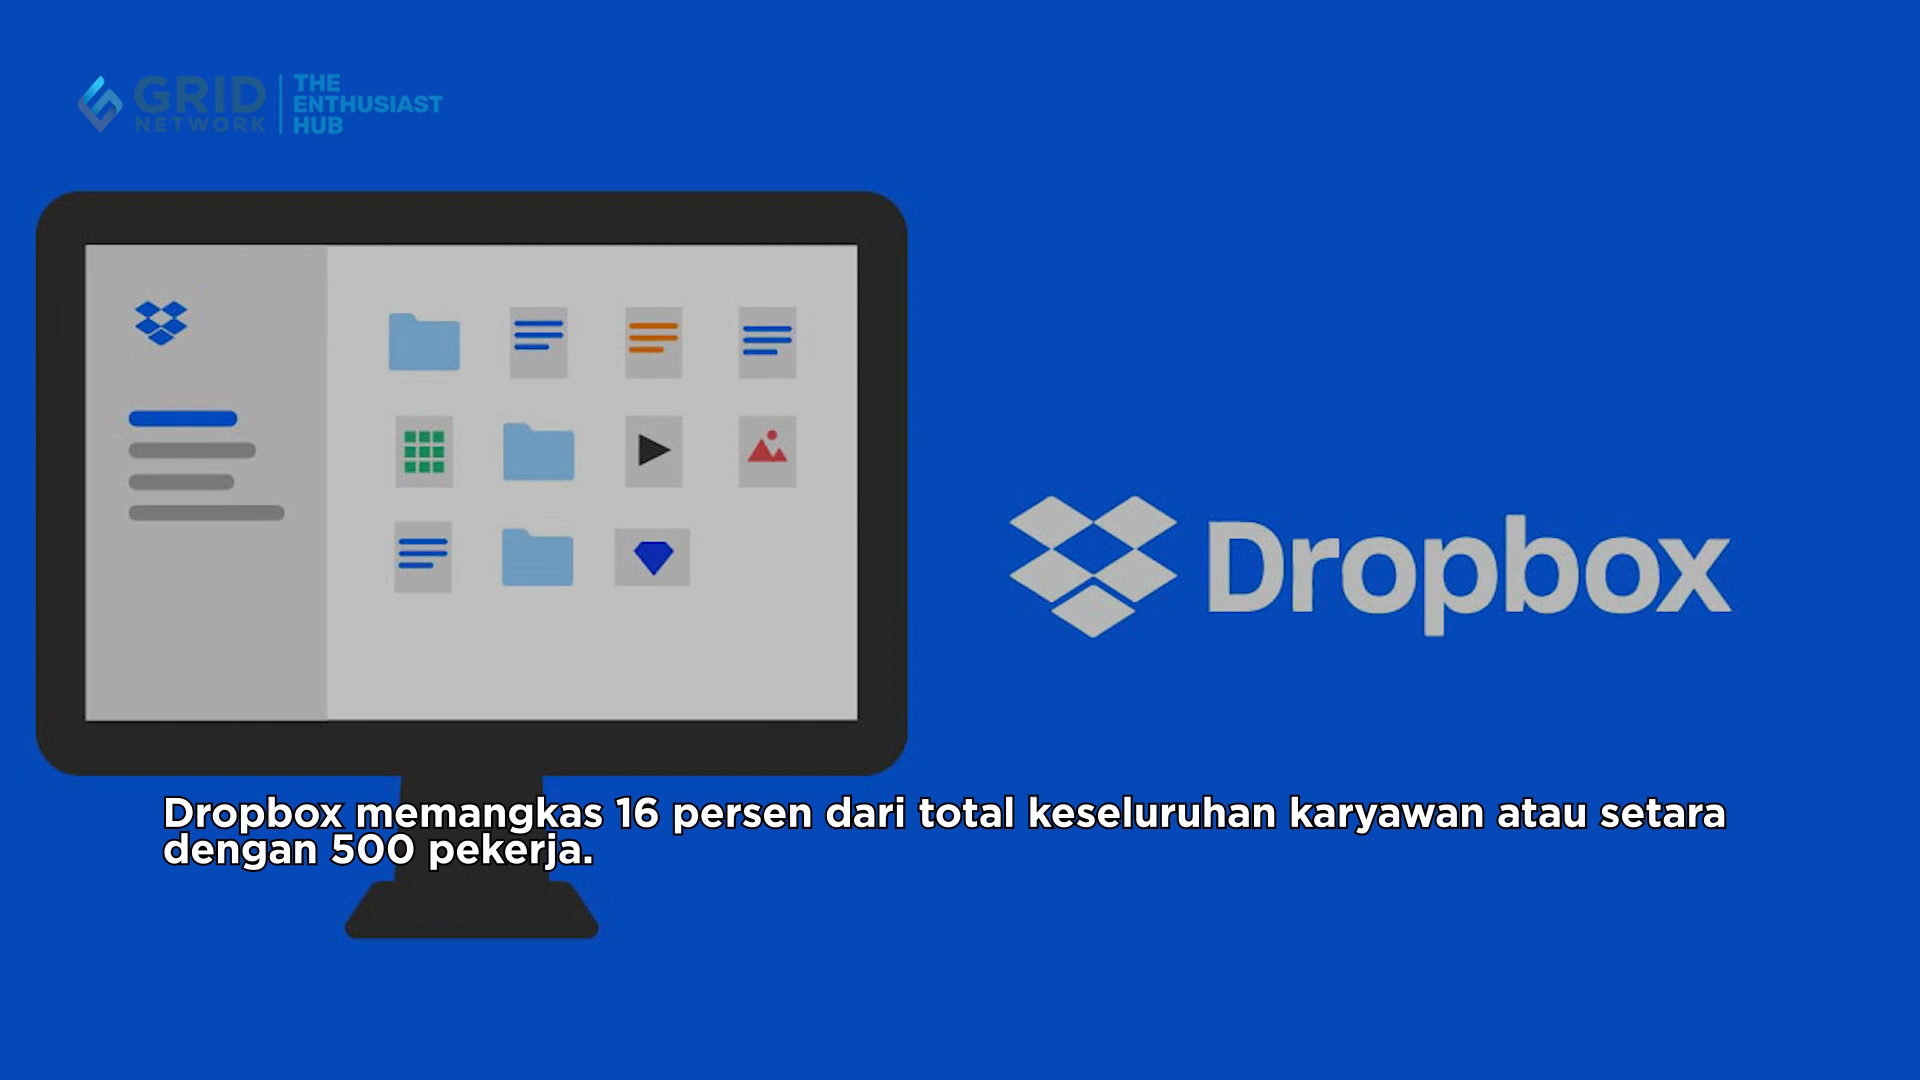 GRID
NETWORK
THE
ENTHUSIAST
HUB
Dropbox
Dropbox memangkas 16 persen dari total keseluruhan karyawan atau setara
dengan 500 pekerja.